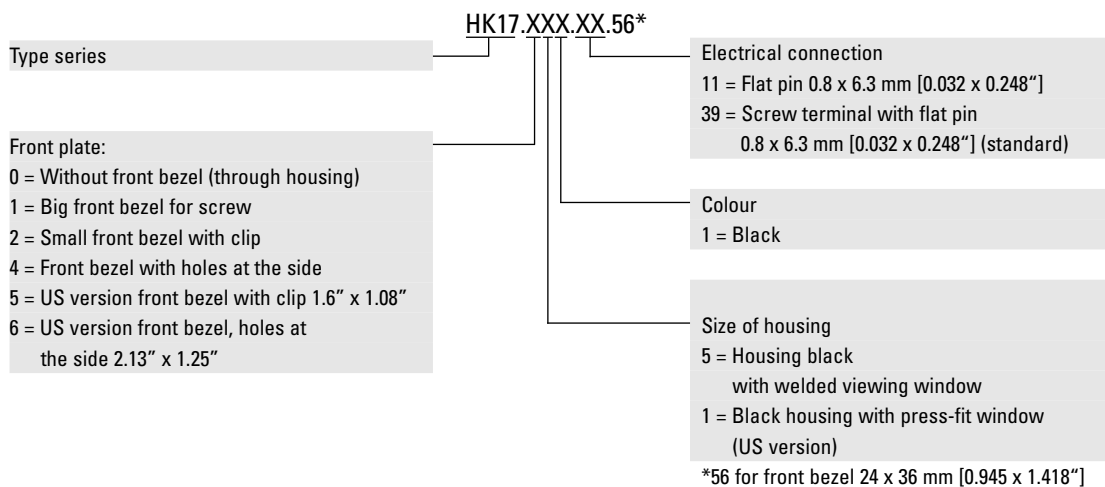 HK17.XXX.XX.56*
Type series
Front plate:
0 = Without front bezel (through housing)
1 = Big front bezel for screw
2 = Small front bezel with clip
4 = Front bezel with holes at the side
5 = US version front bezel with clip 1.6” x 1.08”
6 = US version front bezel, holes at
the side 2.13” x 1.25”
Electrical connection
11 = Flat pin 0.8 x 6.3 mm [0.032 x 0.248“]
39 = Screw terminal with flat pin
0.8 x 6.3 mm [0.032 x 0.248“] (standard)
Colour
1 = Black
Size of housing
5 = Housing black
with welded viewing window
1 = Black housing with press-fit window
(US version)
*56 for front bezel 24 x 36 mm [0.945 x 1.418“]